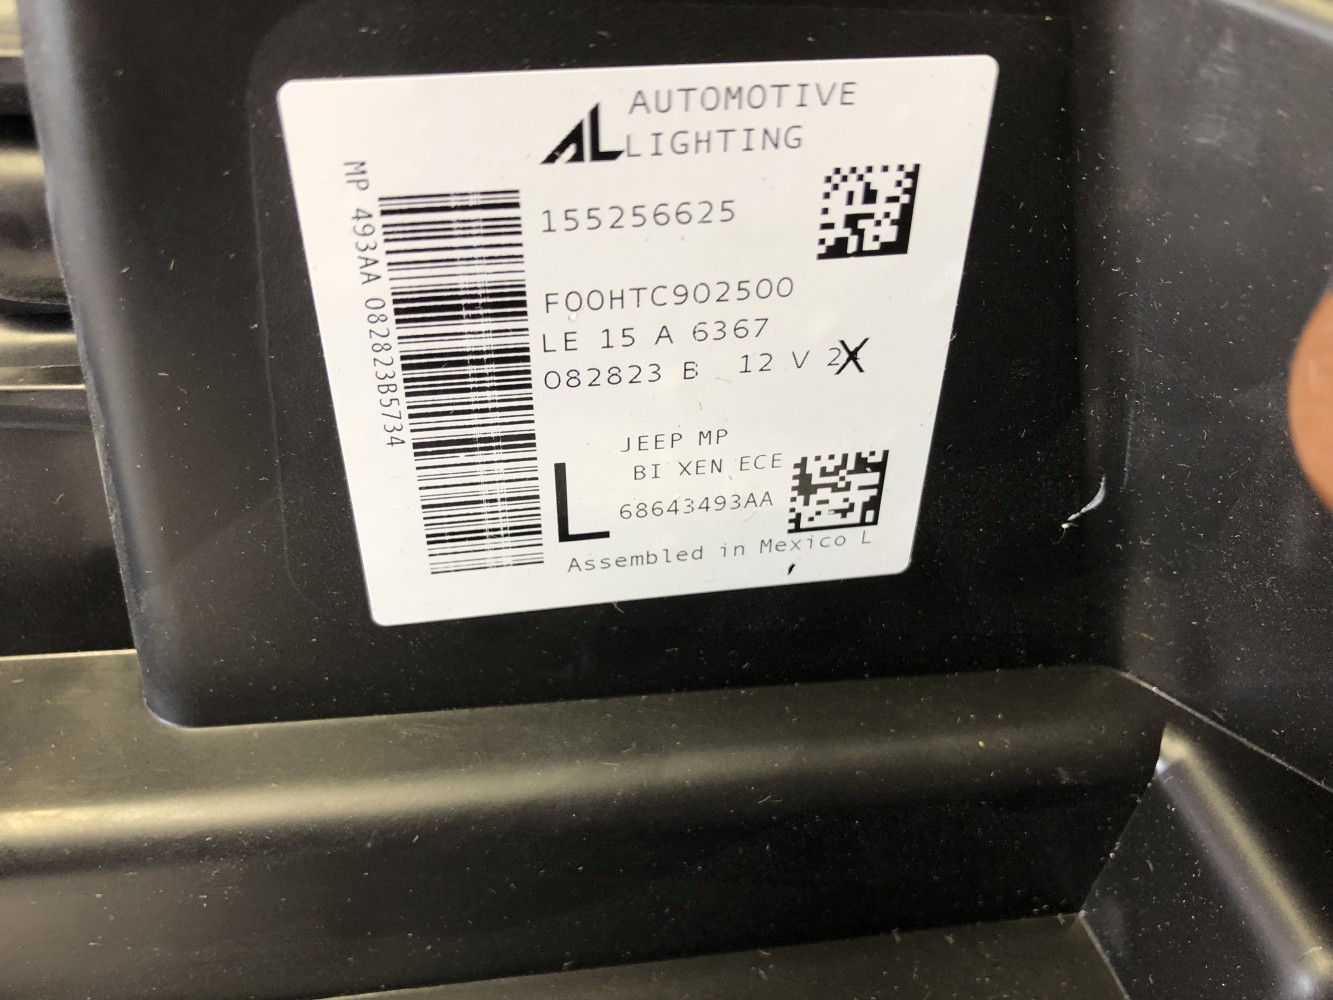 AL AUTOMOTIVE
LIGHTING
MP 493AA 082823B5734
155256625
F00HTC902500
LE 15 A 6367
082823 B 12 V
JEEP MP
BI XEN ECE
L 68643493AA
Assembled in Mexico L